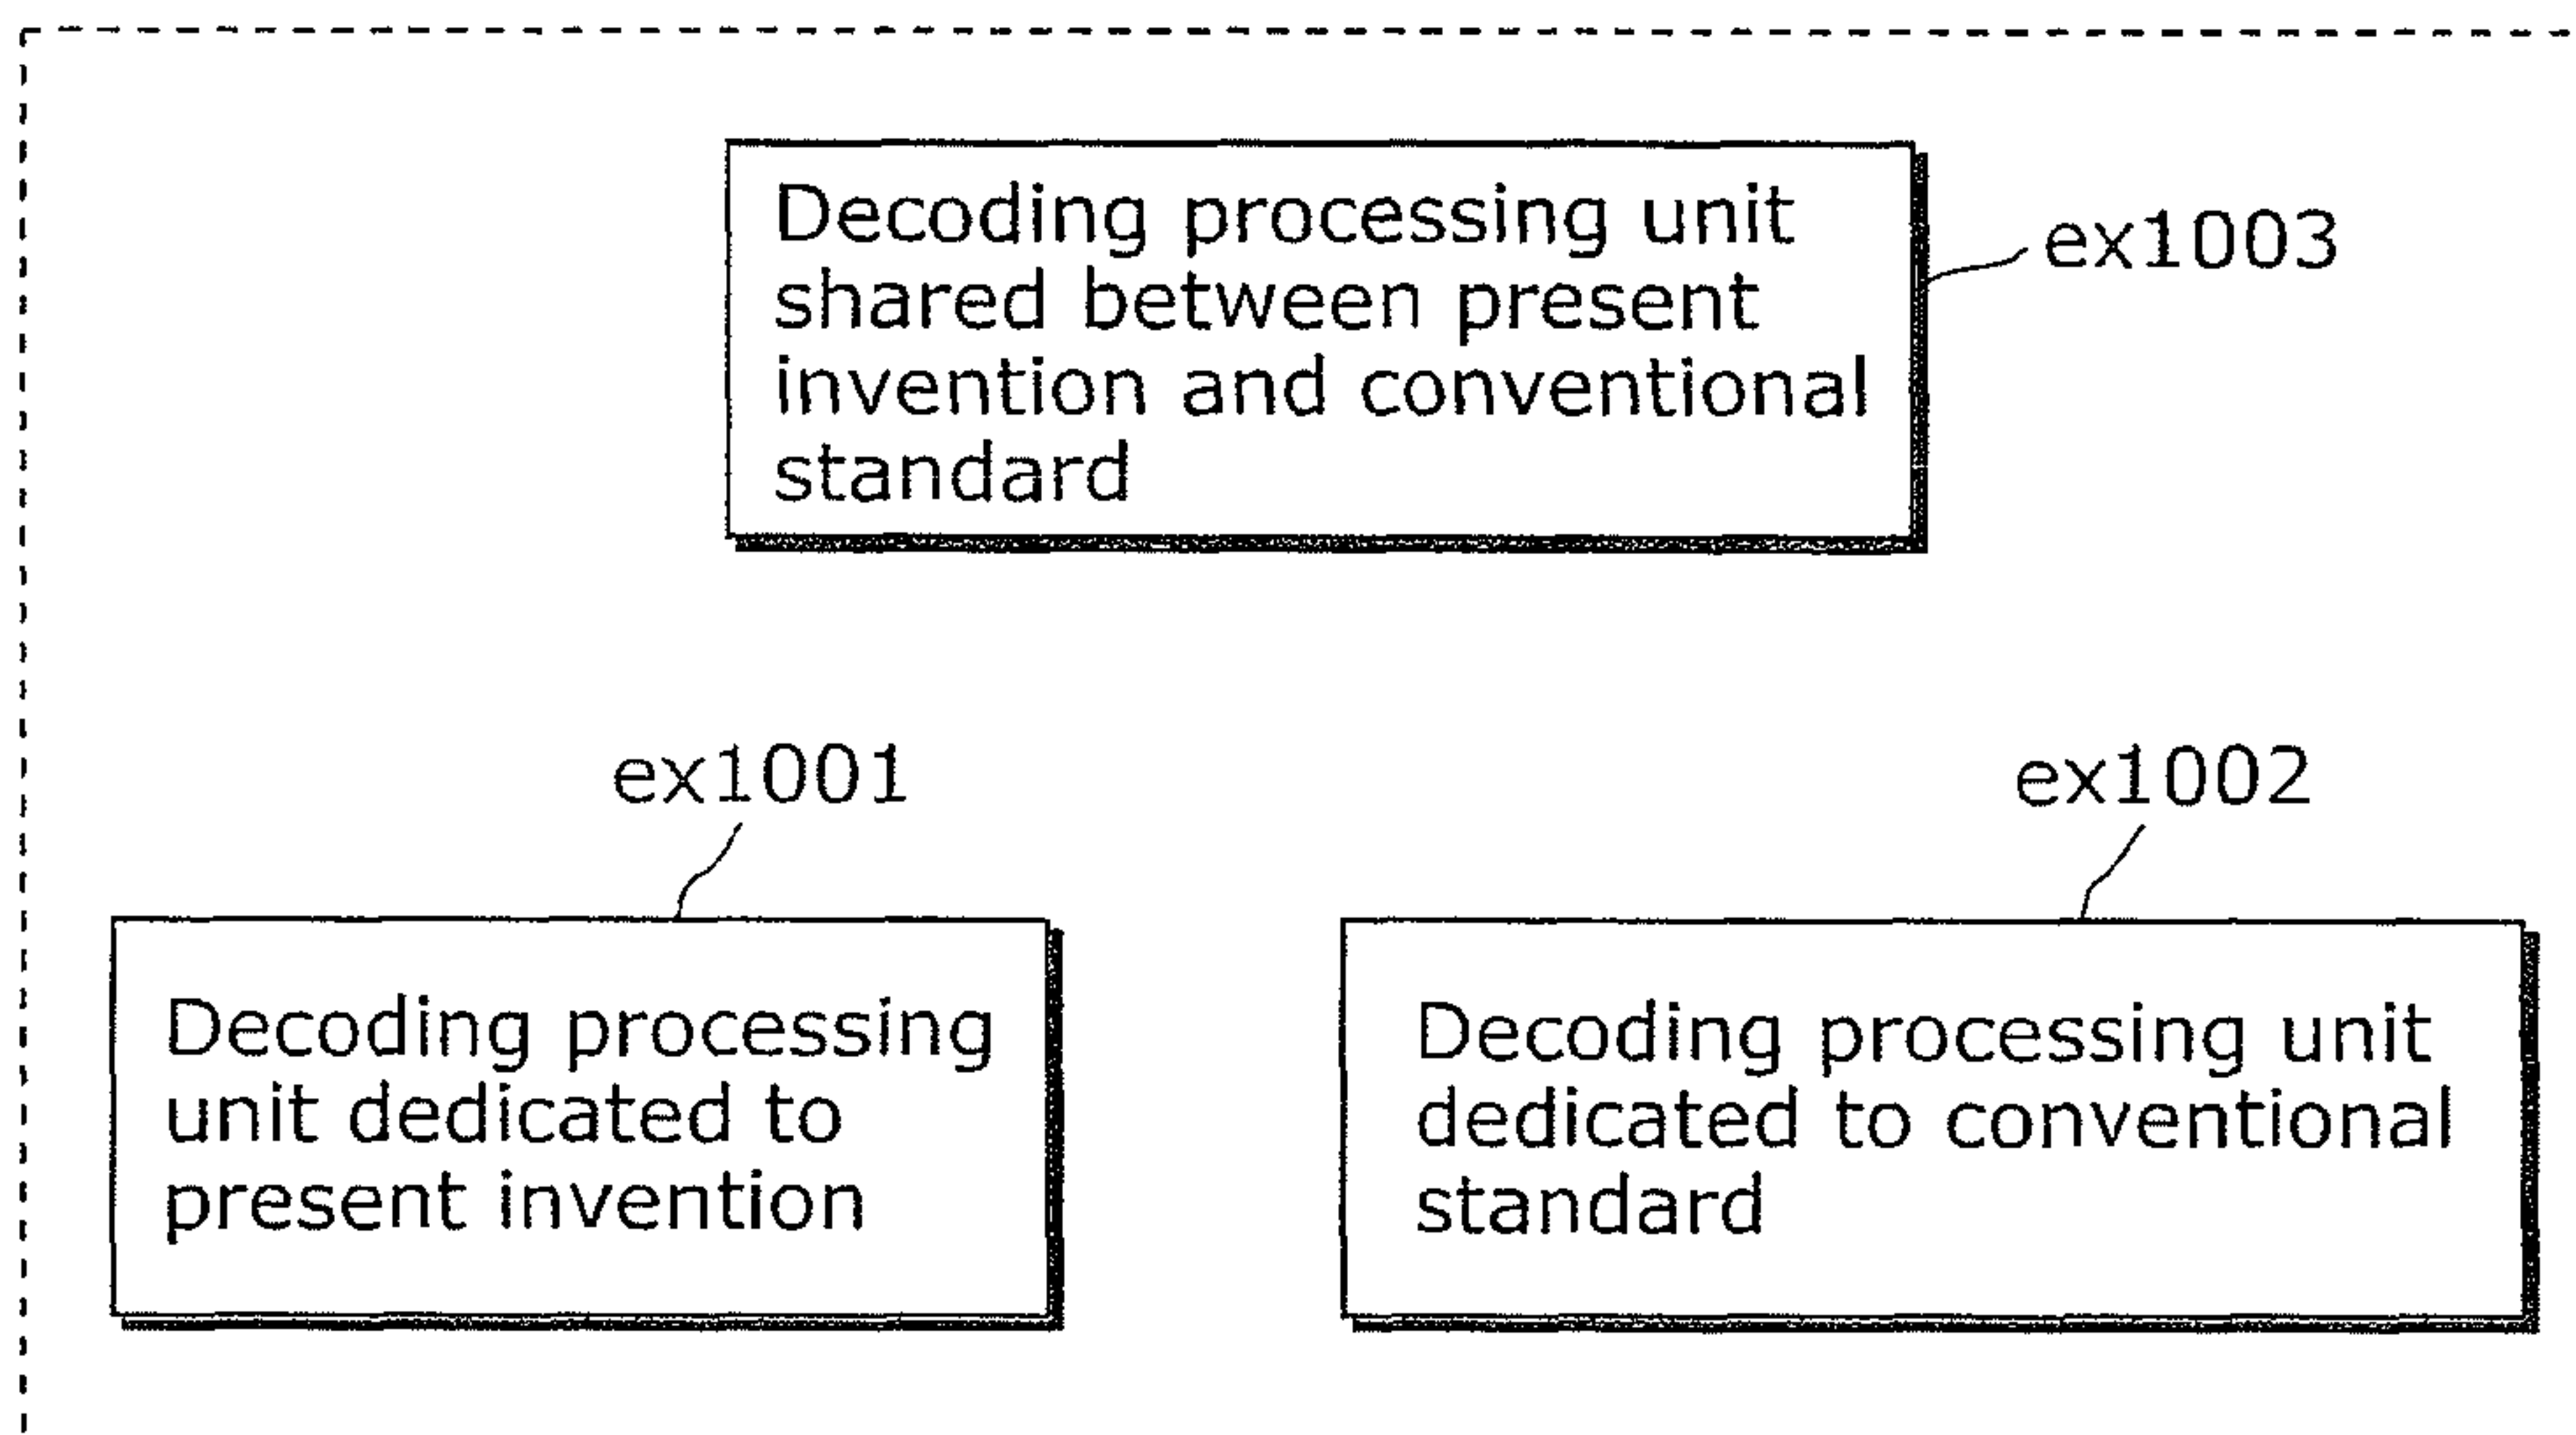 Decoding processing unit
shared between present
invention and conventional
standard
ex1003
ex1001
Decoding processing
unit dedicated to
present invention
ex1002
Decoding processing unit
dedicated to conventional
standard